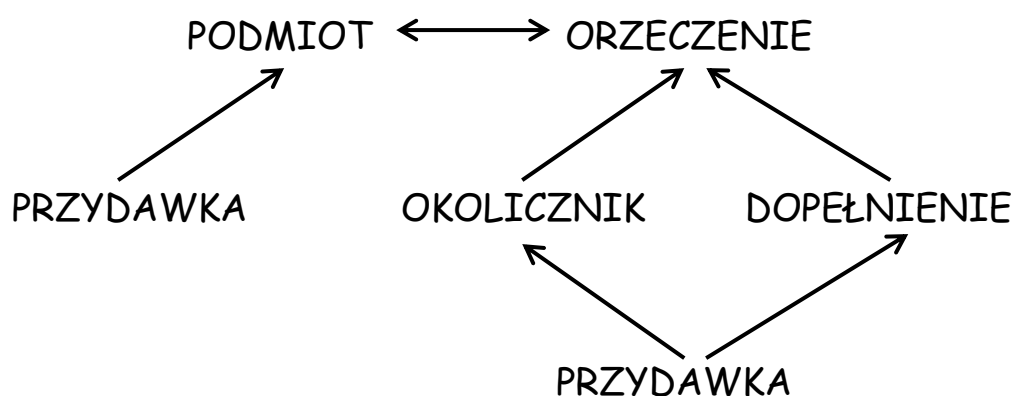 PODMIOT ORZECZENIE
PRZYDAWKA OKOLICZNIK DOPEŁNIENIE
PRZYDAWKA